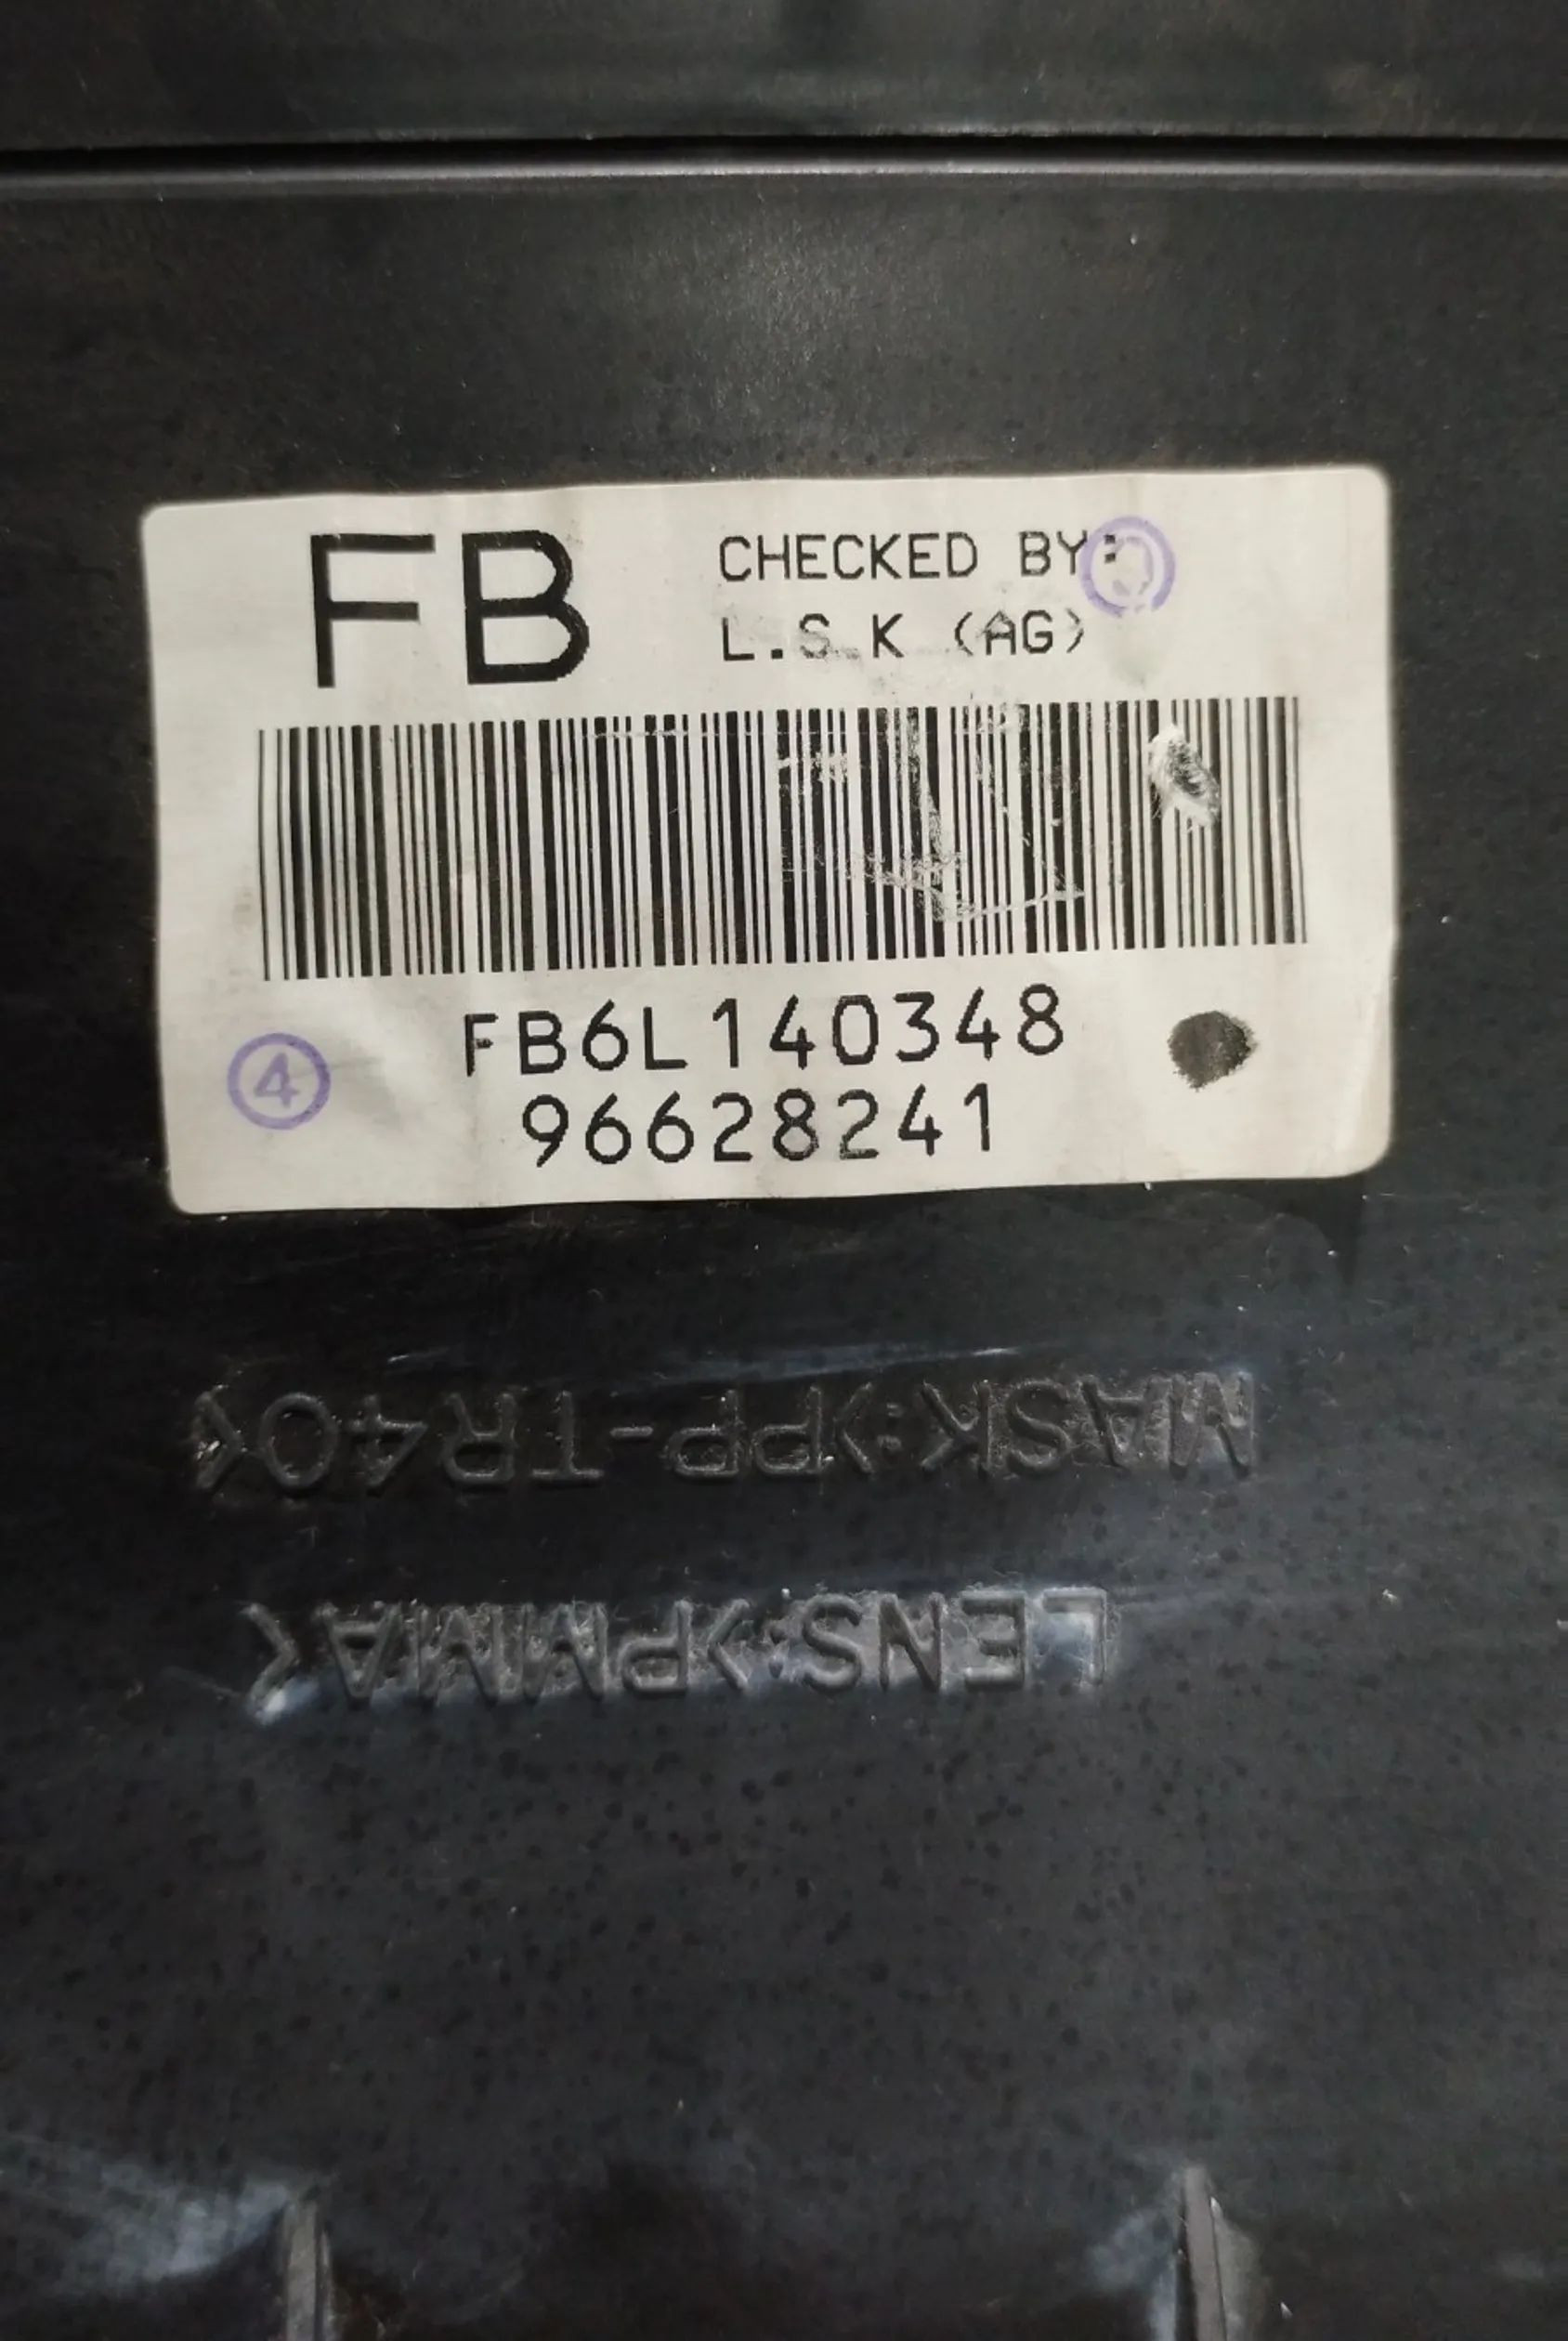 FB
CHECKED BY:
L.S.K (AG)
FB6L140348
4
96628241
MASK:>PP-TR40<
LENS:>PMMA<